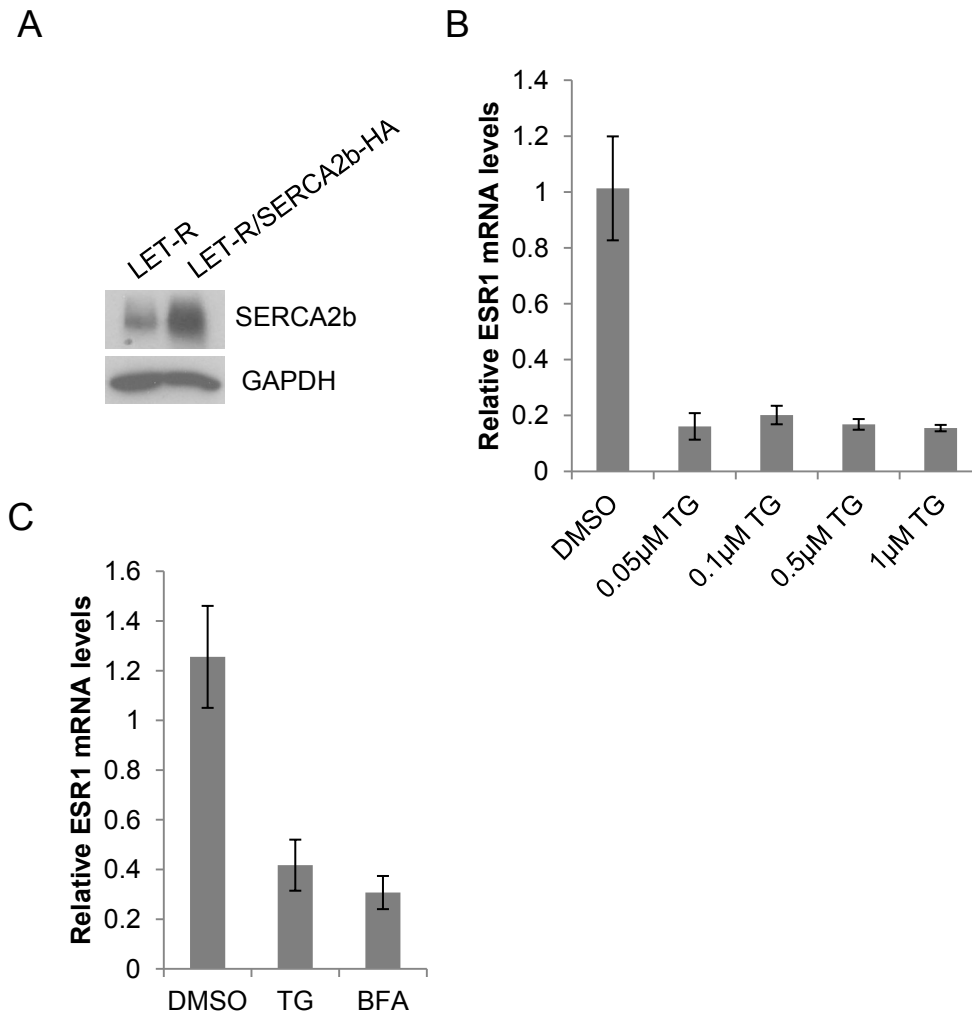 A
LET-R
LET-R/SERCA2b-HA
SERCA2b
GAPDH
B
Relative ESR1 mRNA levels
1.4
1.2
1
0.8
0.6
0.4
0.2
0
DMSO
0.05µM TG
0.1µM TG
0.5µM TG
1µM TG
C
Relative ESR1 mRNA levels
1.6
1.4
1.2
1
0.8
0.6
0.4
0.2
0
DMSO TG BFA